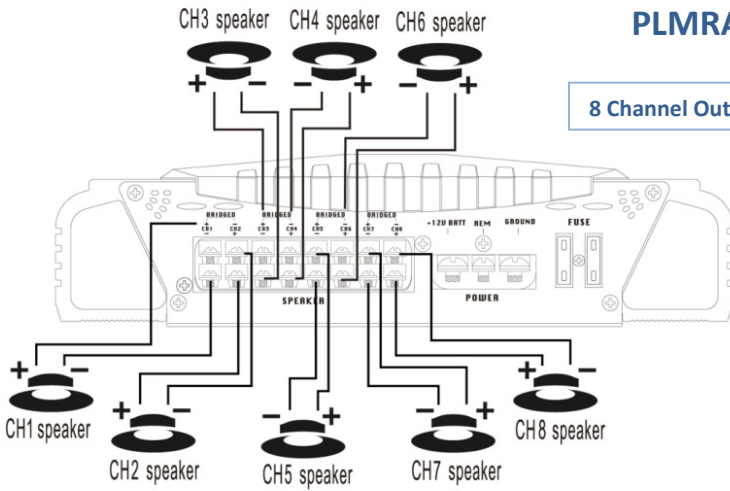 CH3 speaker CH4 speaker CH6 speaker
PLMRA
8 Channel Out
+ - - + - +
BRIDGED BRIDGED BRIDGED BRIDGED
+ - + - + - + -
CH1 CH2 CH3 CH4 CH5 CH6 CH7 CH8
- + - + - + - +
+12V BATT REM GROUND FUSE
SPEAKER POWER
+ - + - - + - + + -
CH1 speaker
CH2 speaker
CH5 speaker
CH7 speaker
CH8 speaker